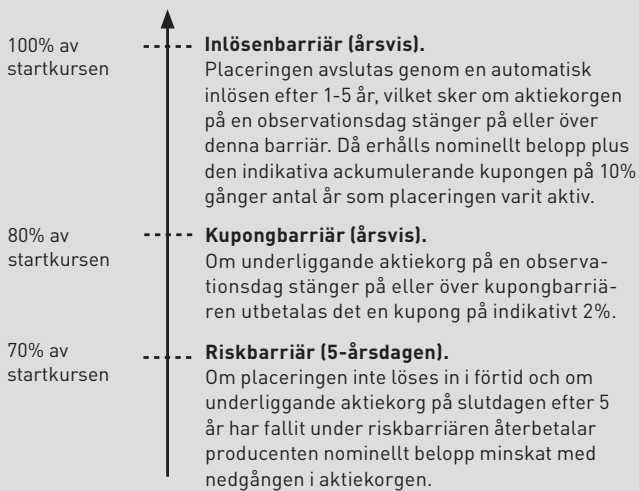 100% av
startkursen
Inlösenbarriär (årsvis).
Placeringen avslutas genom en automatisk
inlösen efter 1-5 år, vilket sker om aktiekorgen
på en observationsdag stänger på eller över
denna barriär. Då erhålls nominellt belopp plus
den indikativa ackumulerande kupongen på 10%
gånger antal år som placeringen varit aktiv.
80% av
startkursen
Kupongbarriär (årsvis).
Om underliggande aktiekorg på en observa-
tionsdag stänger på eller över kupongbarriä-
ren utbetalas det en kupong på indikativt 2%.
70% av
startkursen
Riskbarriär (5-årsdagen).
Om placeringen inte löses in i förtid och om
underliggande aktiekorg på slutdagen efter 5
år har fallit under riskbarriären återbetalar
producenten nominellt belopp minskat med
nedgången i aktiekorgen.